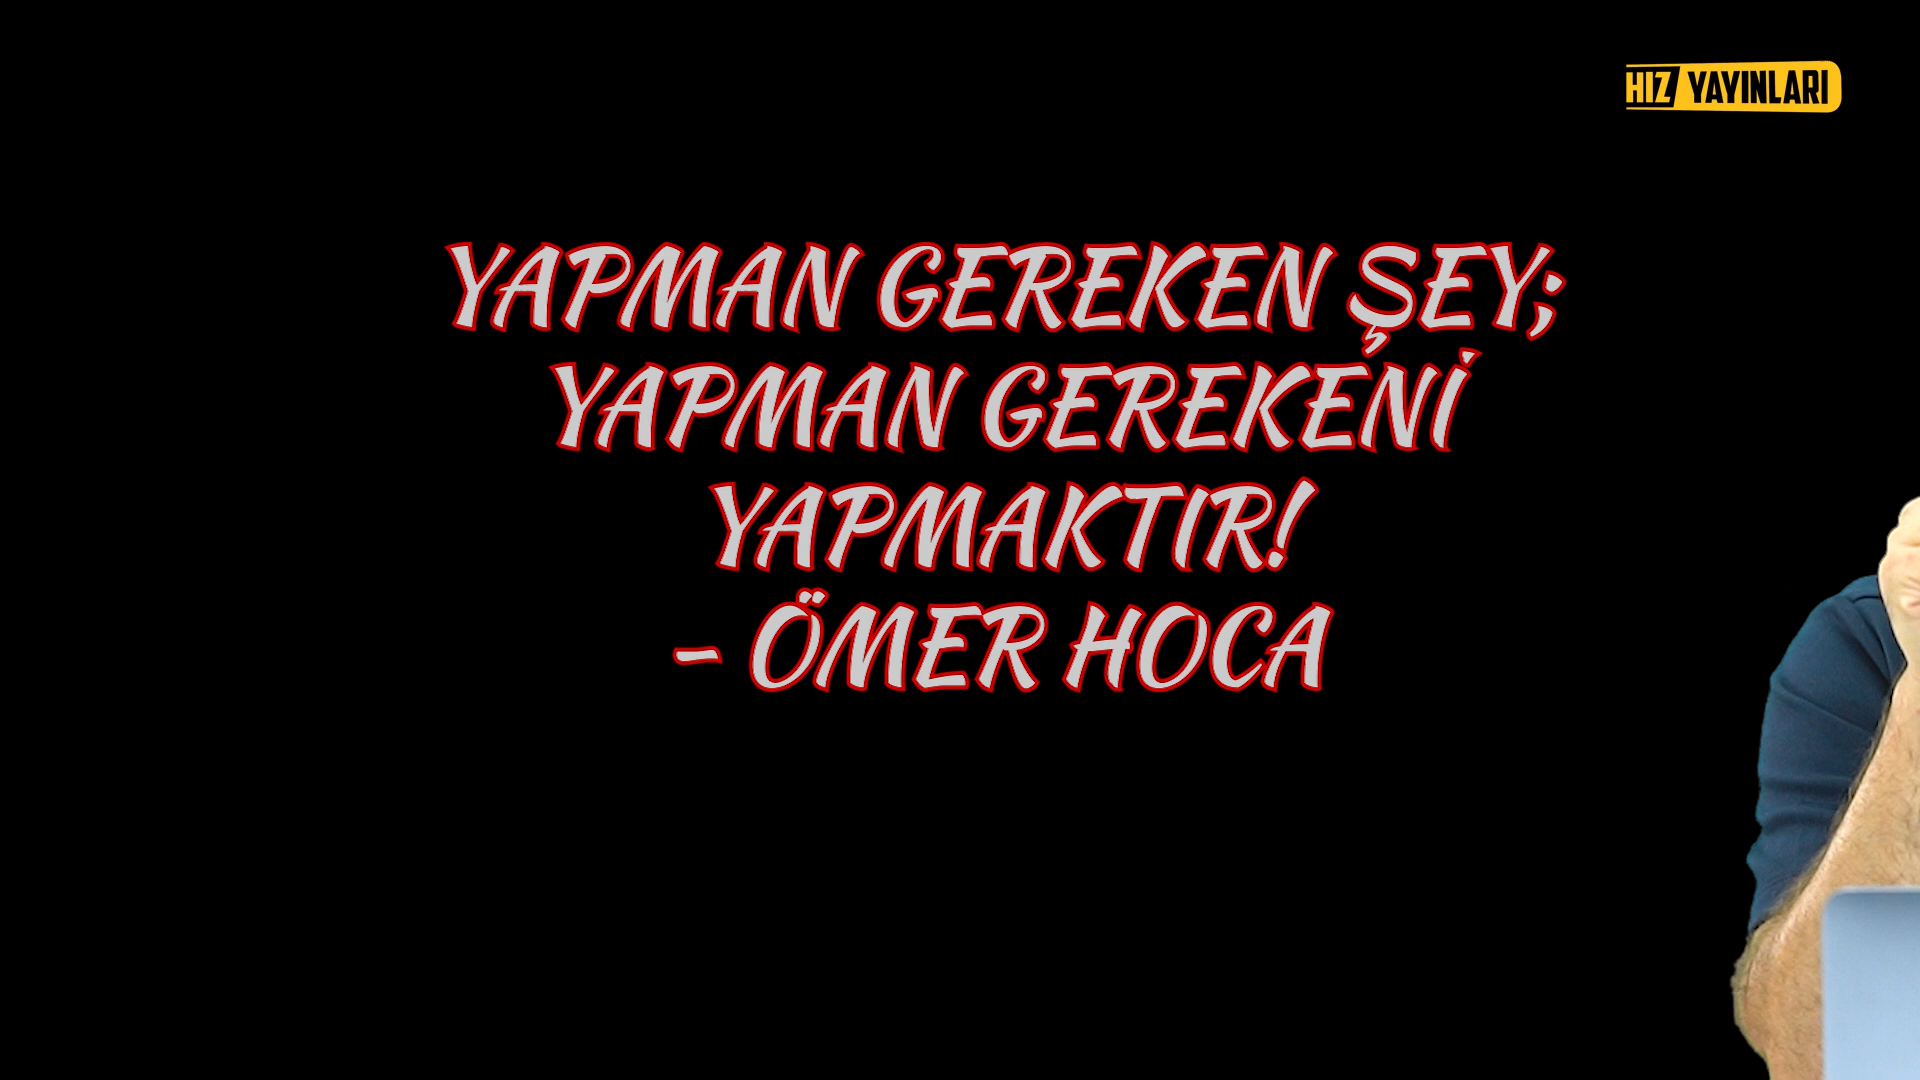 HIZ YAYINLARI
YAPMAN GEREKEN ŞEY;
YAPMAN GEREKENİ
YAPMAKTIR!
- ÖMER HOCA